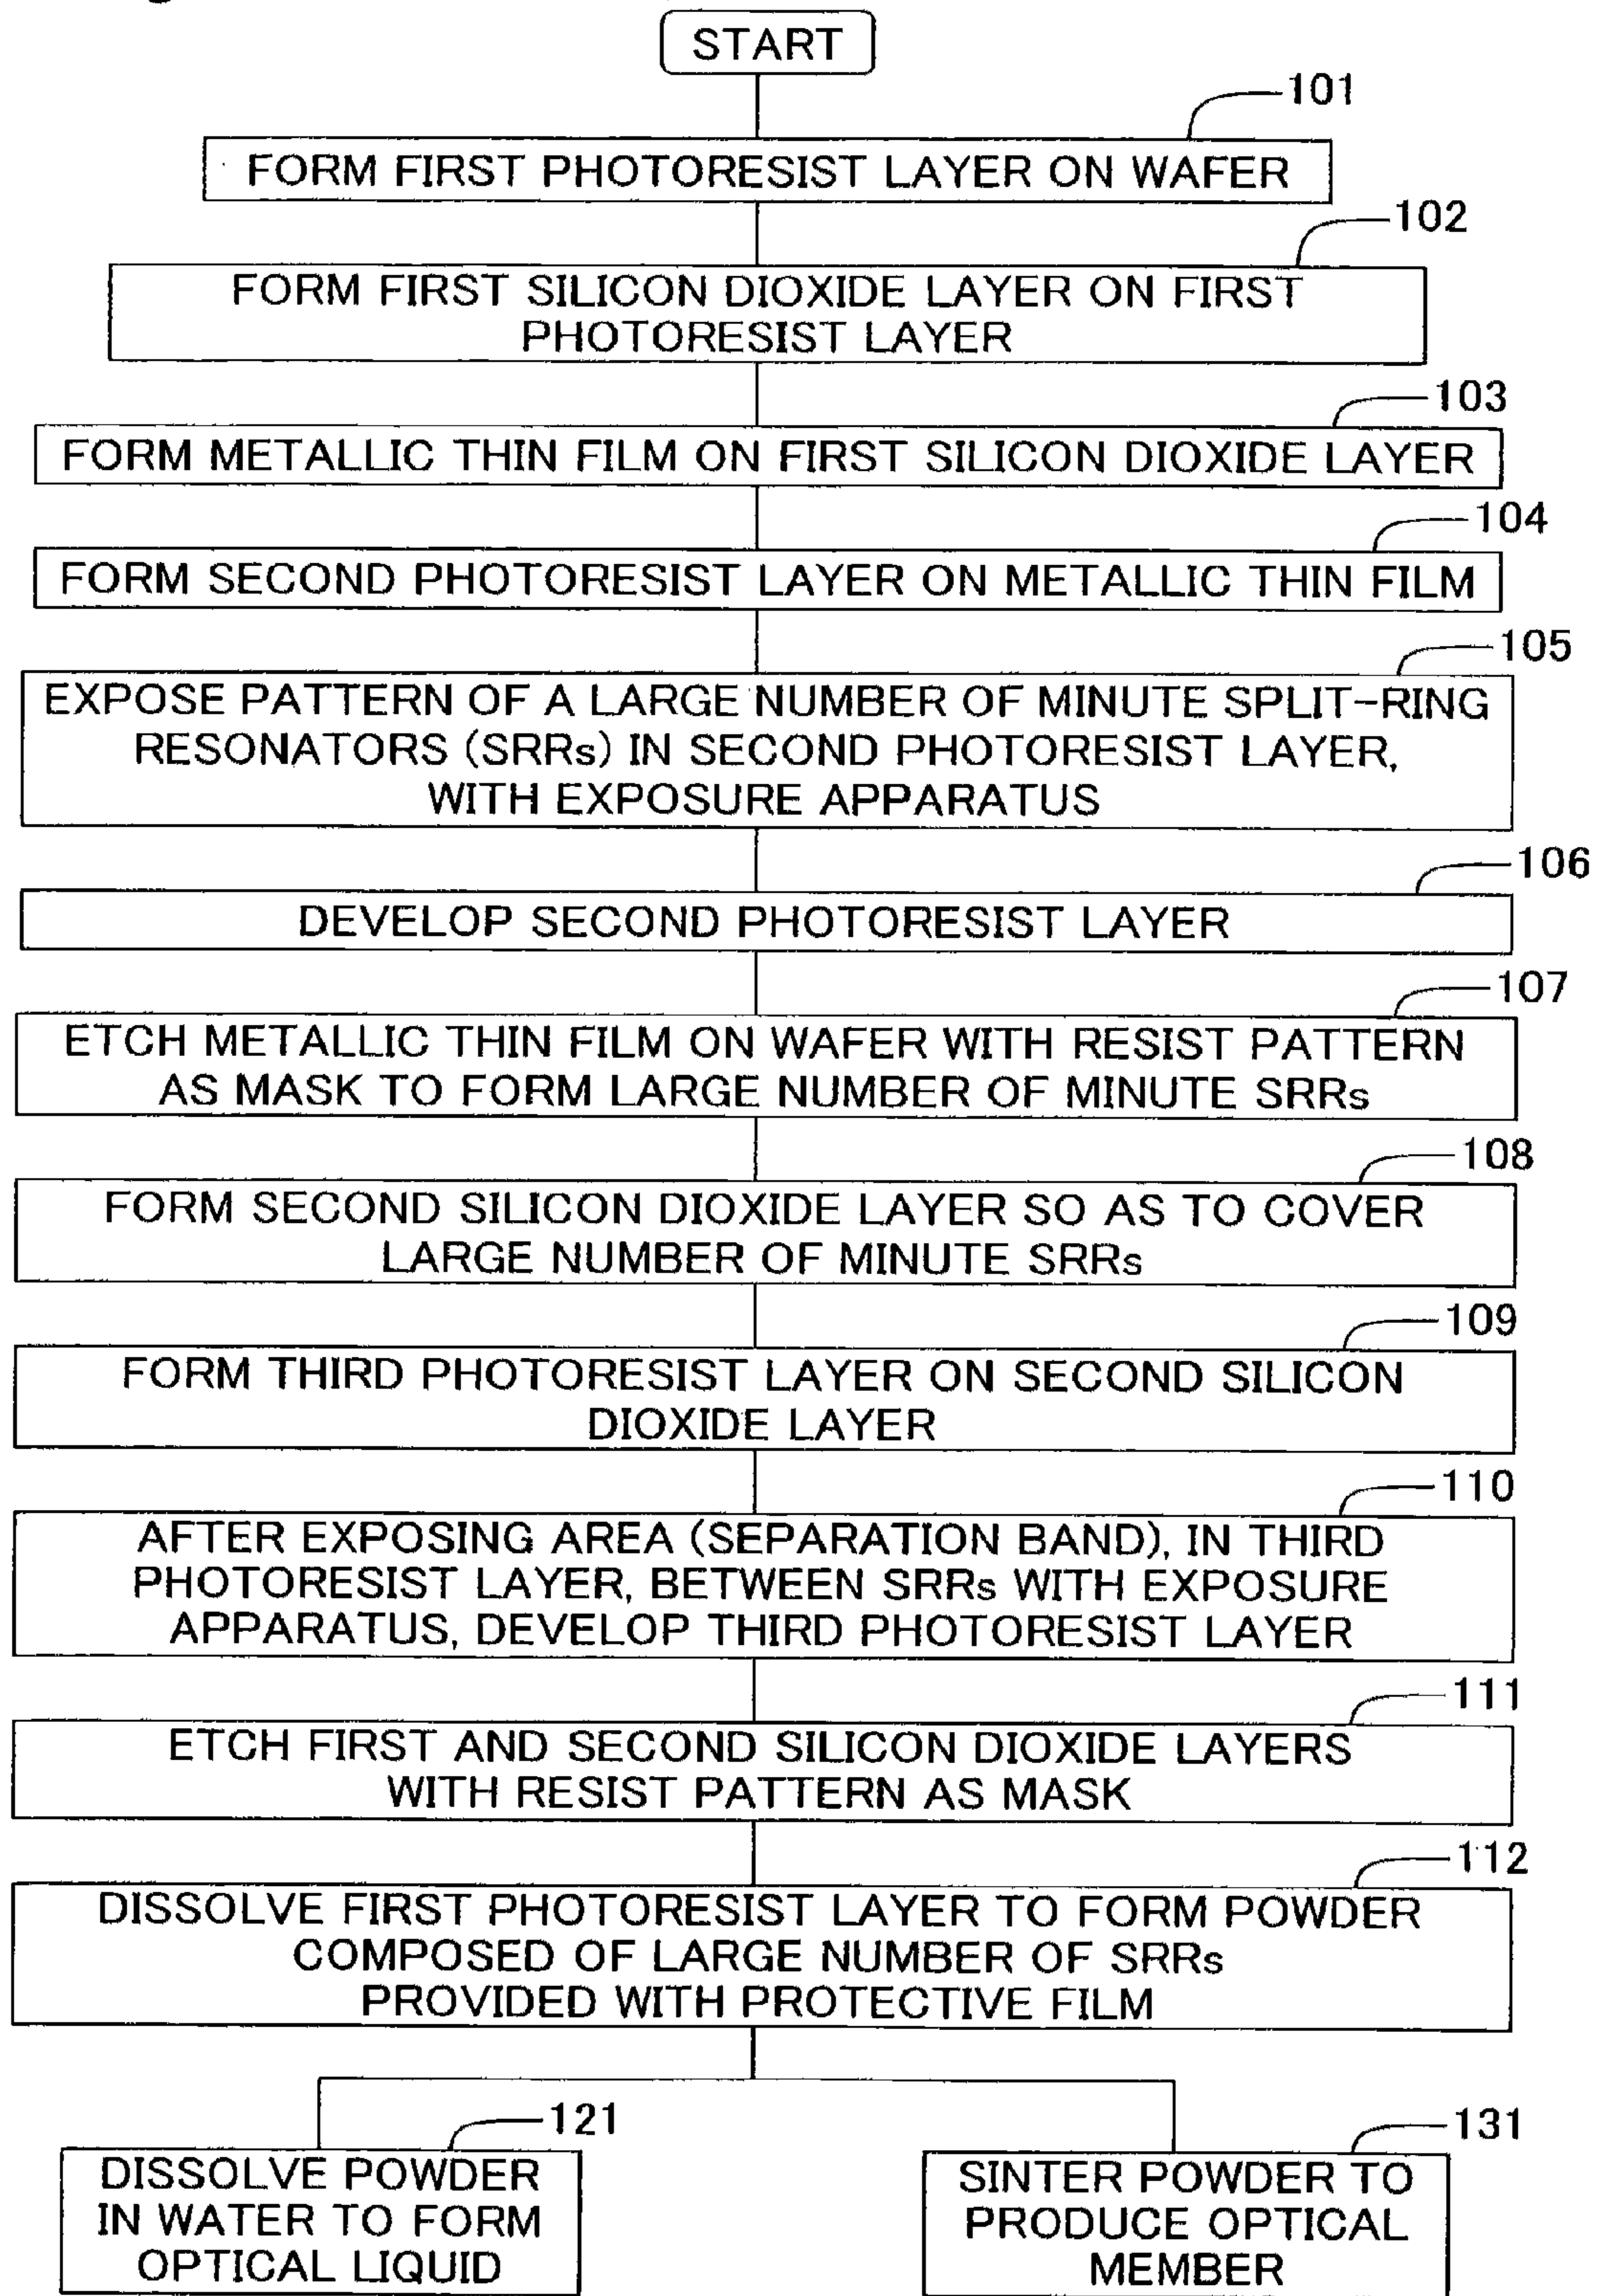 START
101
FORM FIRST PHOTORESIST LAYER ON WAFER
102
FORM FIRST SILICON DIOXIDE LAYER ON FIRST
PHOTORESIST LAYER
103
FORM METALLIC THIN FILM ON FIRST SILICON DIOXIDE LAYER
104
FORM SECOND PHOTORESIST LAYER ON METALLIC THIN FILM
105
EXPOSE PATTERN OF A LARGE NUMBER OF MINUTE SPLIT-RING
RESONATORS (SRRs) IN SECOND PHOTORESIST LAYER,
WITH EXPOSURE APPARATUS
106
DEVELOP SECOND PHOTORESIST LAYER
107
ETCH METALLIC THIN FILM ON WAFER WITH RESIST PATTERN
AS MASK TO FORM LARGE NUMBER OF MINUTE SRRs
108
FORM SECOND SILICON DIOXIDE LAYER SO AS TO COVER
LARGE NUMBER OF MINUTE SRRs
109
FORM THIRD PHOTORESIST LAYER ON SECOND SILICON
DIOXIDE LAYER
110
AFTER EXPOSING AREA (SEPARATION BAND), IN THIRD
PHOTORESIST LAYER, BETWEEN SRRs WITH EXPOSURE
APPARATUS, DEVELOP THIRD PHOTORESIST LAYER
111
ETCH FIRST AND SECOND SILICON DIOXIDE LAYERS
WITH RESIST PATTERN AS MASK
112
DISSOLVE FIRST PHOTORESIST LAYER TO FORM POWDER
COMPOSED OF LARGE NUMBER OF SRRs
PROVIDED WITH PROTECTIVE FILM
121
DISSOLVE POWDER
IN WATER TO FORM
OPTICAL LIQUID
131
SINTER POWDER TO
PRODUCE OPTICAL
MEMBER